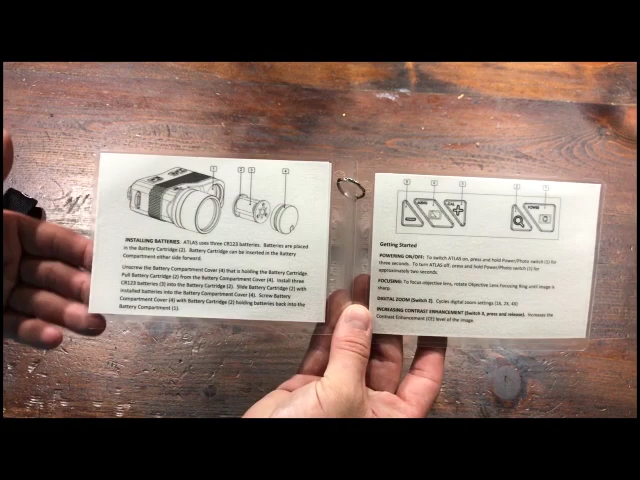 1
2
3
4
INSTALLING BATTERIES ATLAS uses three CR123 batteries. Batteries are placed
in the Battery Cartridge (2). Battery Cartridge can be inserted in the Battery
Compartment either side forward.
Unscrew the Battery Compartment Cover (4) that is holding the Battery Cartridge.
Pull Battery Cartridge (2) from the Battery Compartment Cover (4). Install three
CR123 batteries (3) into the Battery Cartridge (2). Slide Battery Cartridge (2) with
installed batteries into the Battery Compartment Cover (4). Screw Battery
Compartment Cover (4) with Battery Cartridge (2) holding batteries back into the
Battery Compartment (1).
POWER
Getting Started
POWERING ON/OFF: To switch ATLAS on, press and hold Power/Photo switch (1) for
three seconds. To turn ATLAS off, press and hold Power/Photo switch (1) for
approximately two seconds.
FOCUSING: To focus objective lens, rotate Objective Lens Focusing Ring until image is
sharp.
DIGITAL ZOOM (Switch 2). Cycles digital zoom settings (1X, 2X, 4X)
INCREASING CONTRAST ENHANCEMENT (Switch 3, press and release). Increases the
Contrast Enhancement (CE) level of the image.